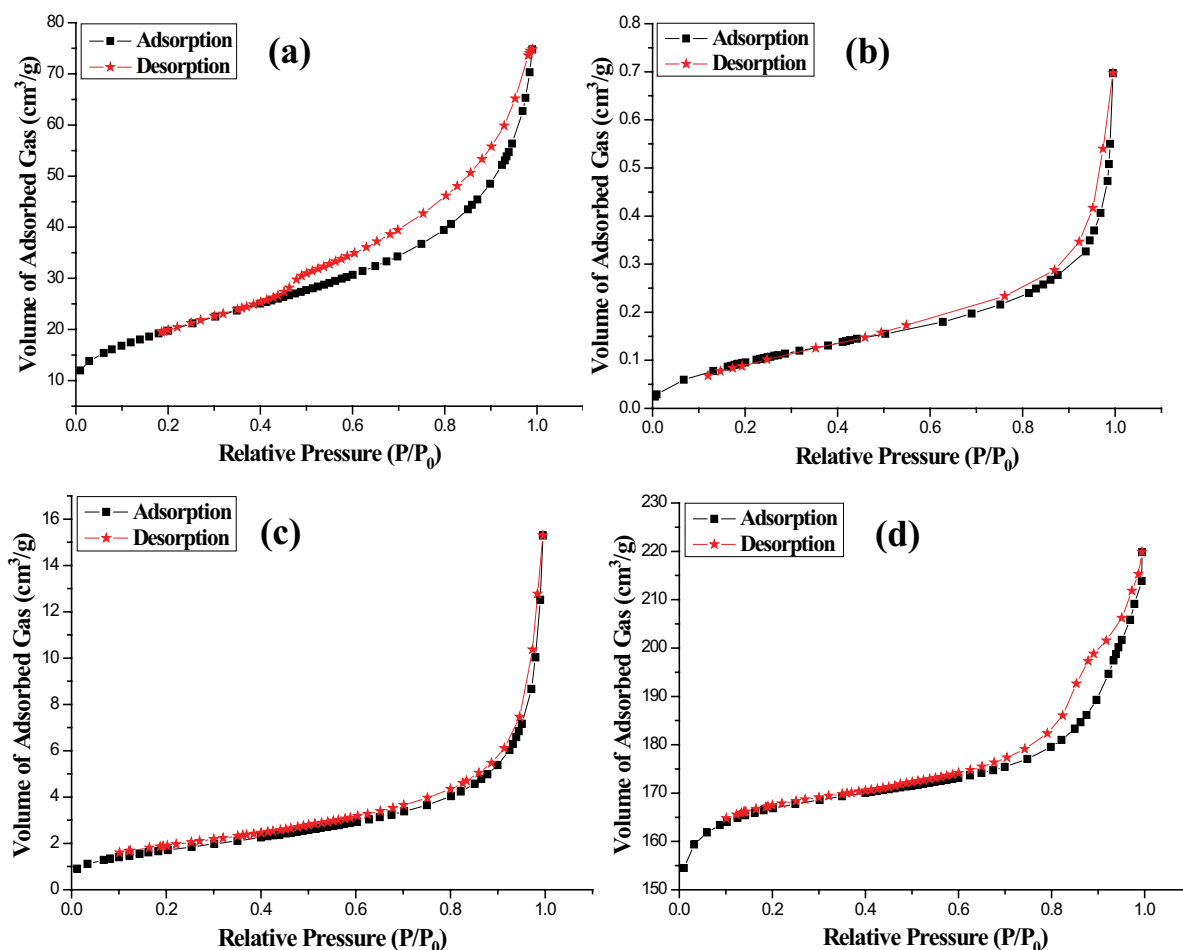 (a)
Adsorption
Desorption
Volume of Adsorbed Gas (cm³/g)
80
70
60
50
40
30
20
10
0.0 0.2 0.4 0.6 0.8 1.0
Relative Pressure (P/P₀)
(b)
Adsorption
Desorption
Volume of Adsorbed Gas (cm³/g)
0.8
0.7
0.6
0.5
0.4
0.3
0.2
0.1
0.0
0.0 0.2 0.4 0.6 0.8 1.0
Relative Pressure (P/P₀)
(c)
Adsorption
Desorption
Volume of Adsorbed Gas (cm³/g)
16
14
12
10
8
6
4
2
0
0.0 0.2 0.4 0.6 0.8 1.0
Relative Pressure (P/P₀)
(d)
Adsorption
Desorption
Volume of Adsorbed Gas (cm³/g)
230
220
210
200
190
180
170
160
150
0.0 0.2 0.4 0.6 0.8 1.0
Relative Pressure (P/P₀)